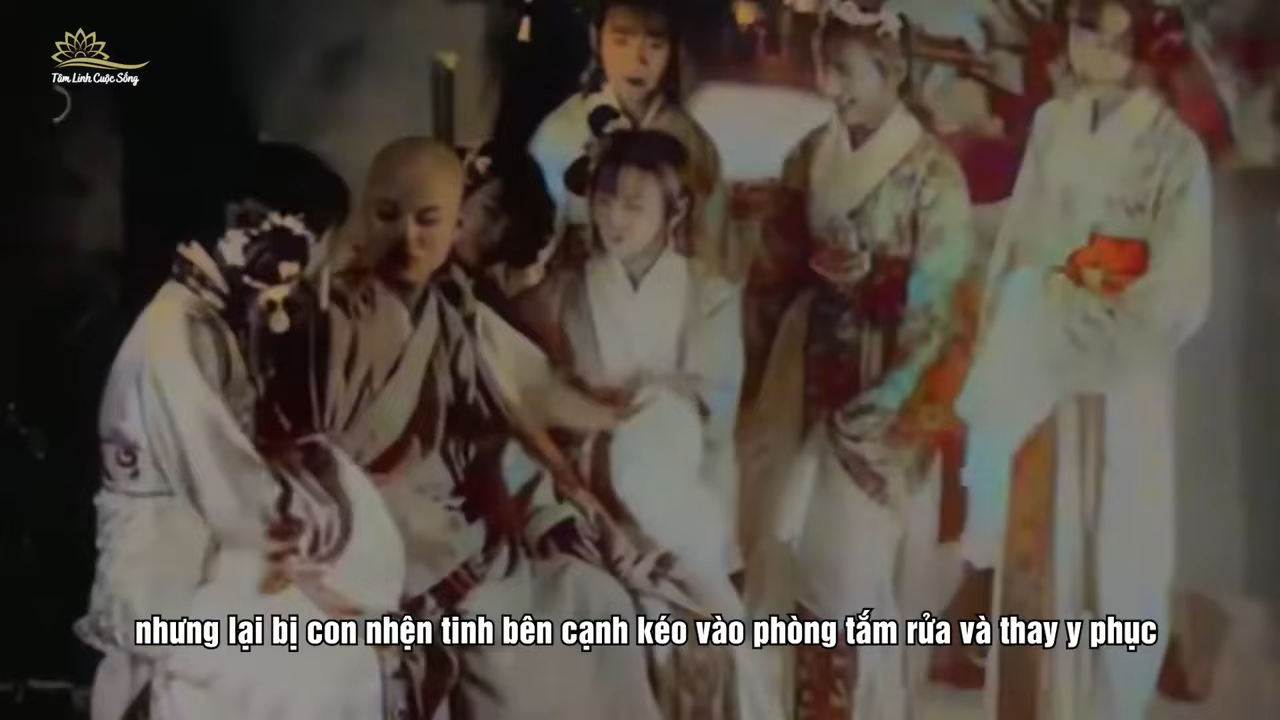 Tâm Linh Cuộc Sống
nhưng lại bị con nhện tinh bên cạnh kéo vào phòng tắm rửa và thay y phục